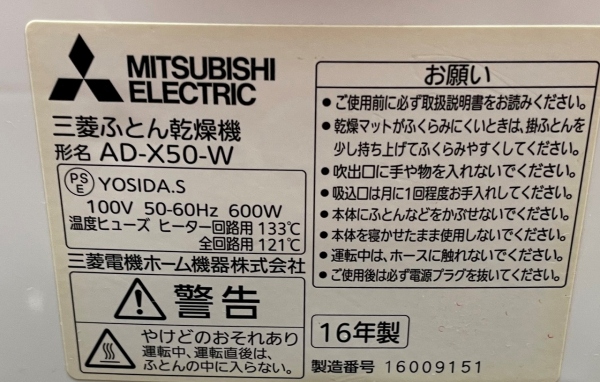 MITSUBISHI
ELECTRIC
三菱ふとん乾燥機
形名 AD-X50-W
PSE YOSIDA.S
100V 50-60Hz 600W
温度ヒューズ ヒーター回路用 133℃
全回路用 121℃
三菱電機ホーム機器株式会社
警告
やけどのおそれあり
運転中、運転直後は、
ふとんの中に入らない。
お願い
●ご使用前に必ず取扱説明書をお読みください。
●乾燥マットがふくらみにくいときは、掛ふとんを
少し持ち上げてふくらみやすくしてください。
●吹出口に手や物を入れないでください。
●吸込口は月に1回程度お手入れしてください。
●本体にふとんなどをかぶせないでください。
●本体を寝かせたまま使用しないでください。
●運転中は、ホースに触れないでください。
●ご使用後は必ず電源プラグを抜いてください。
16年製
製造番号 16009151